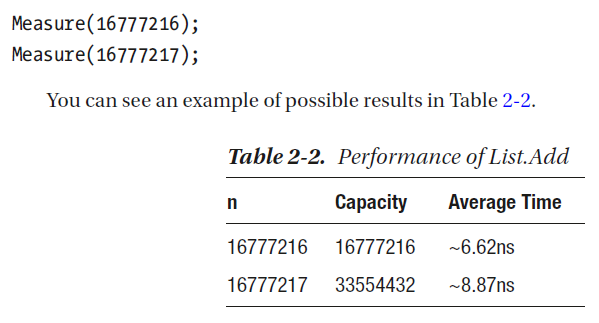 Measure(16777216);
Measure(16777217);
You can see an example of possible results in Table 2-2.
Table 2-2. Performance of List.Add
n Capacity Average Time
16777216 16777216 ~6.62ns
16777217 33554432 ~8.87ns